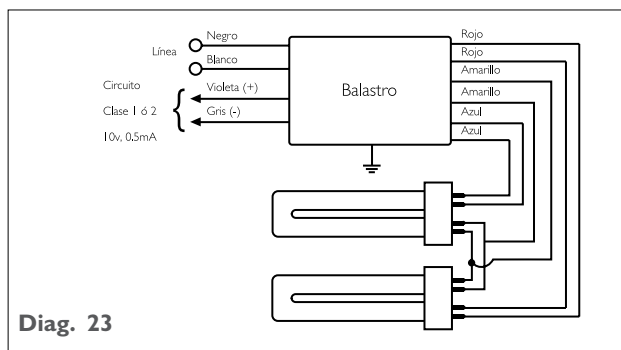 Negro
Línea
Blanco
Circuito
Clase 1 ó 2
10v, 0.5mA
Violeta (+)
Gris (-)
Balastro
Rojo
Rojo
Amarillo
Amarillo
Azul
Azul
Diag. 23